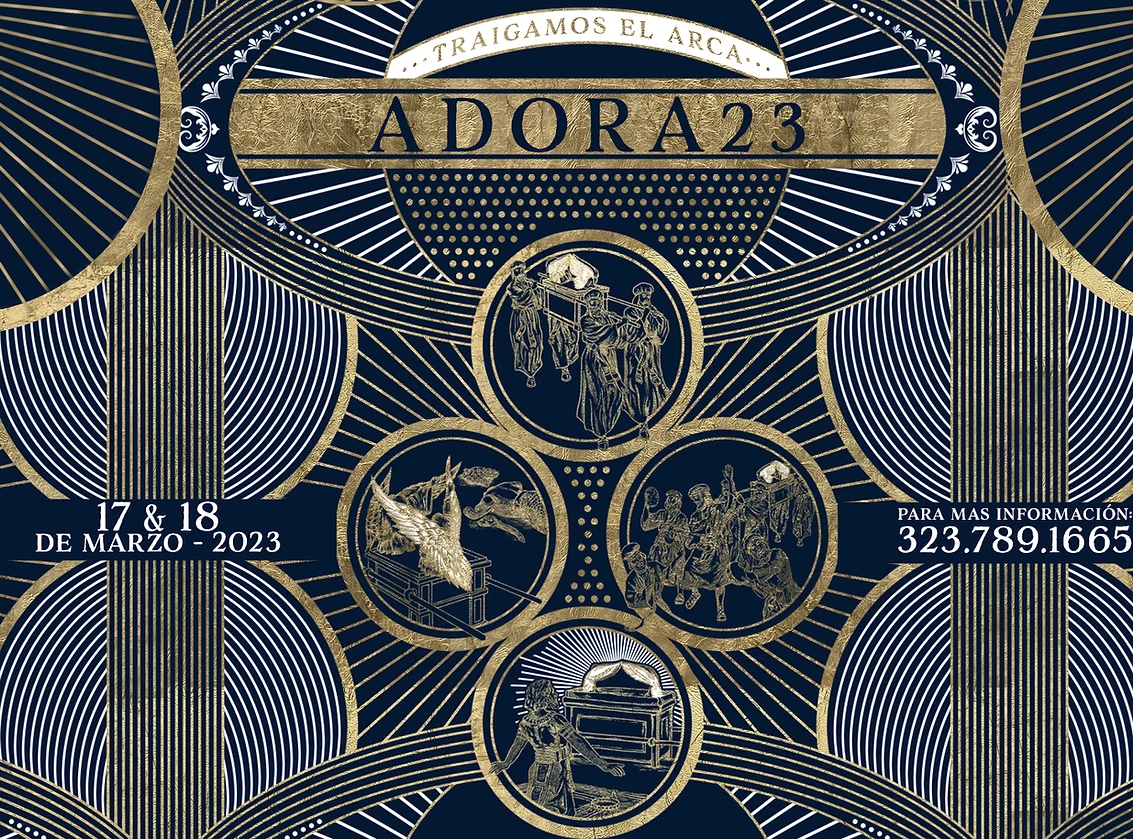 ...TRAIGAMOS EL ARCA...
ADORA23
17 & 18
DE MARZO - 2023
PARA MAS INFORMACIÓN:
323.789.1665